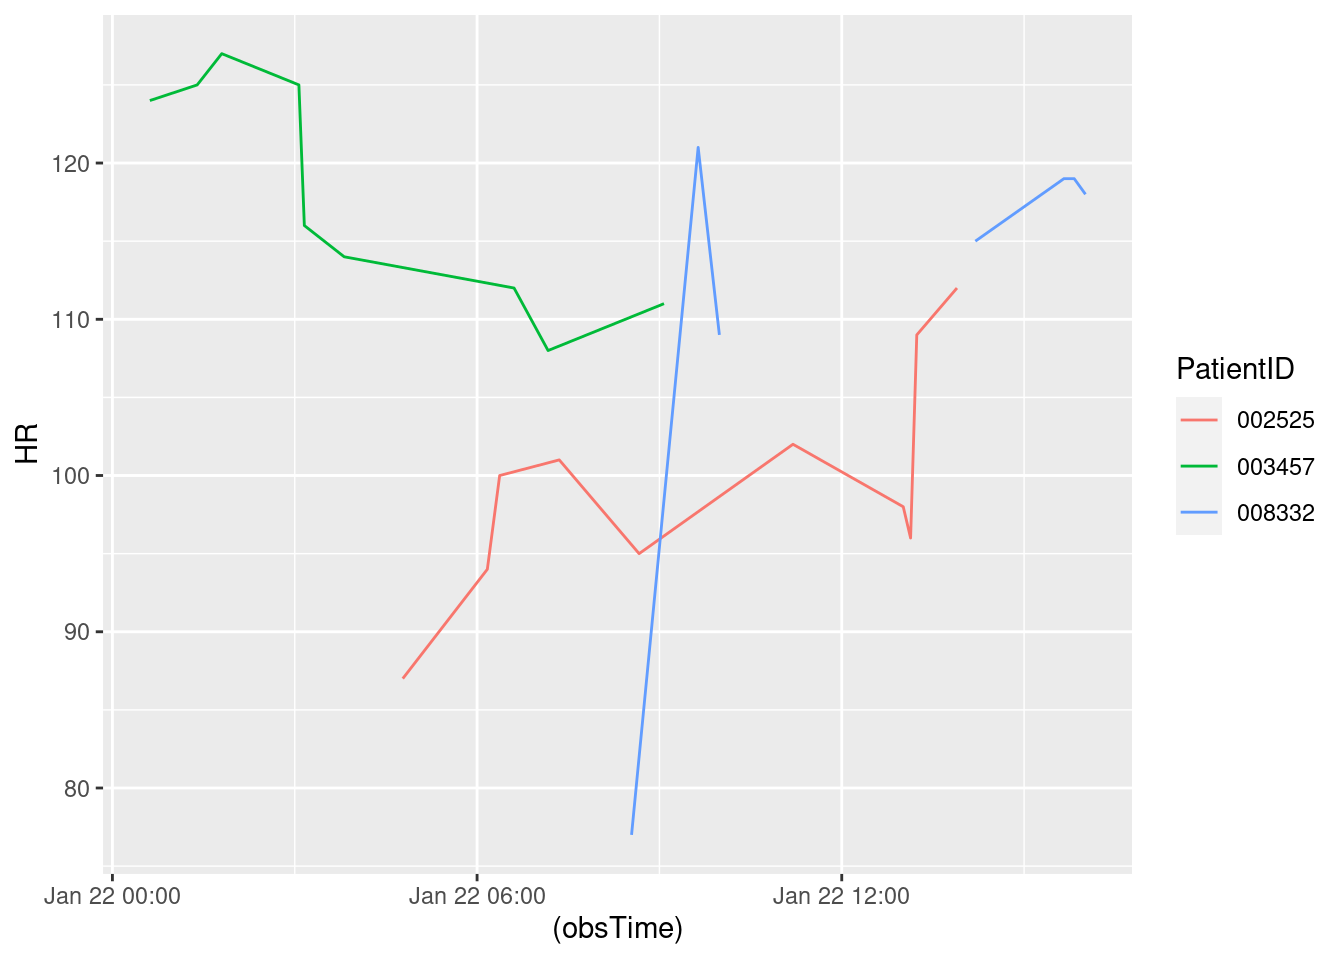 HR
120
110
100
90
80
Jan 22 00:00
Jan 22 06:00
Jan 22 12:00
(obsTime)
PatientID
002525
003457
008332